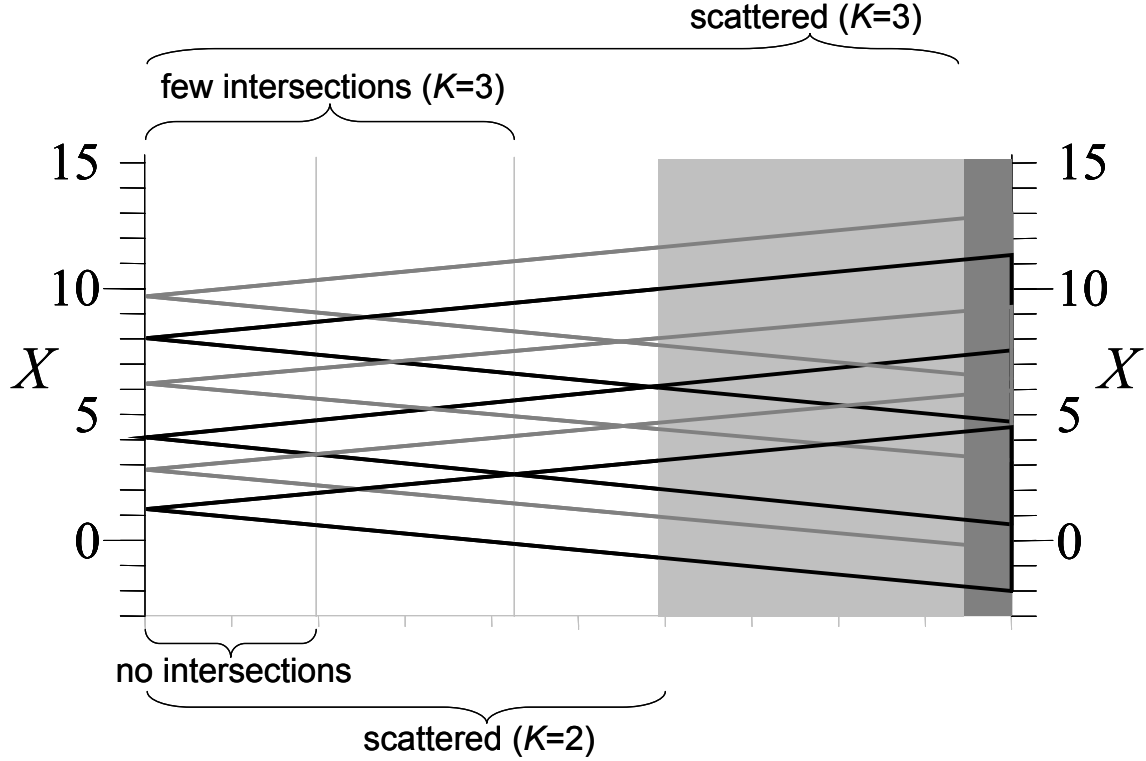 scattered (K=3)
few intersections (K=3)
15 15
10 10
X X
5 5
0 0
no intersections
scattered (K=2)